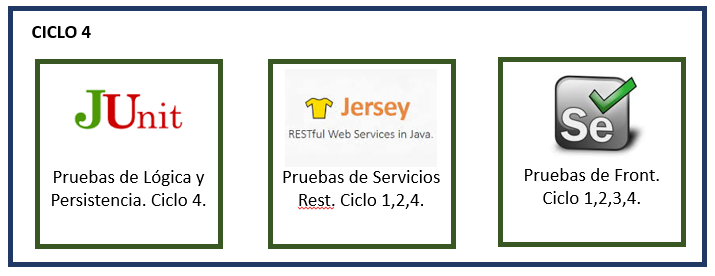 CICLO 4
JUnit
Pruebas de Lógica y
Persistencia. Ciclo 4.
Jersey
RESTful Web Services in Java.
Pruebas de Servicios
Rest. Ciclo 1,2,4.
Se
Pruebas de Front.
Ciclo 1,2,3,4.